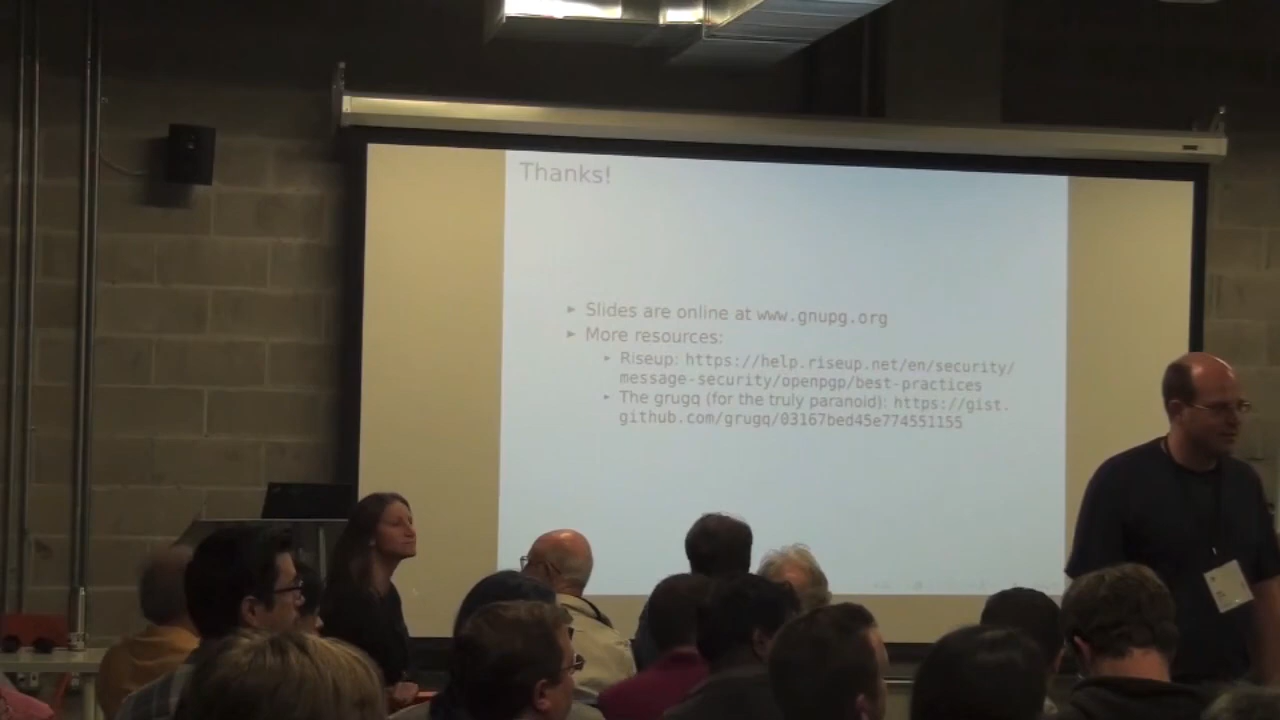 Thanks!
► Slides are online at www.gnupg.org
► More resources:
► Riseup: https://help.riseup.net/en/security/
message-security/openpgp/best-practices
► The grugq (for the truly paranoid): https://gist.
github.com/grugq/03167bed45e774551155